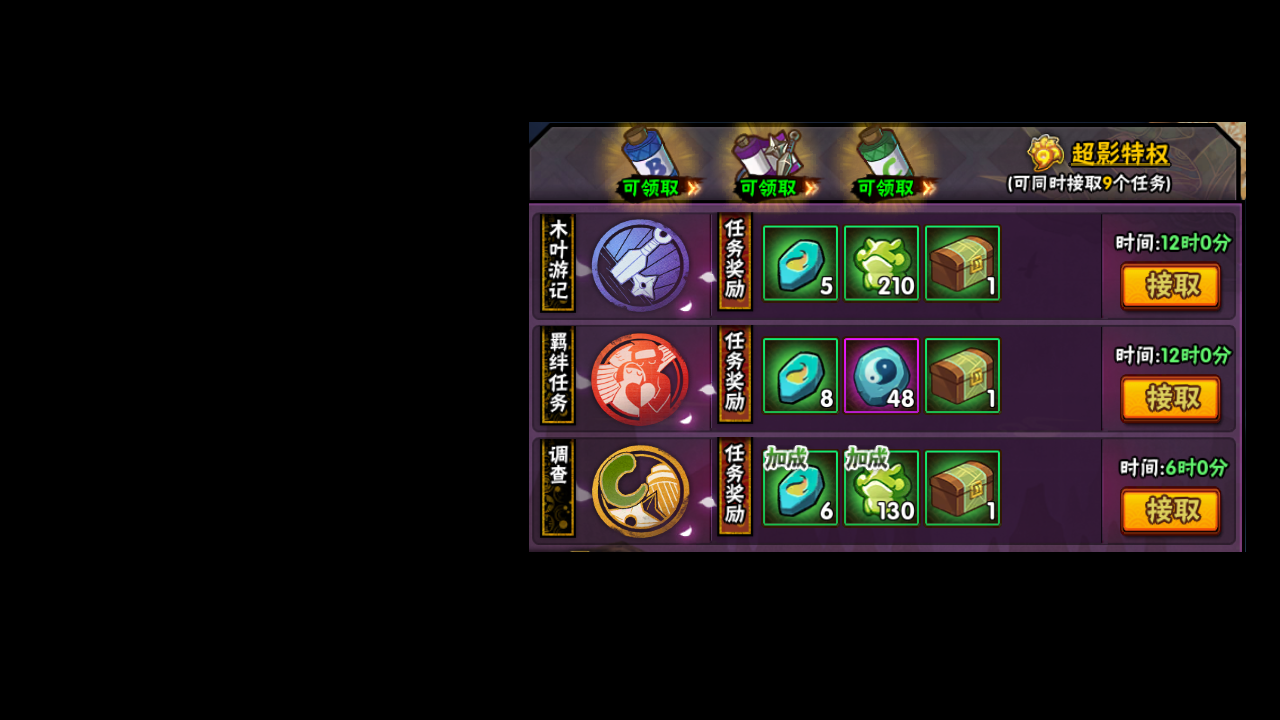 可领取 可领取 可领取
超影特权
(可同时接取9个任务)
木叶游记
任务奖励
5 210 1
时间:12时0分
接取
羁绊任务
任务奖励
8 48 1
时间:12时0分
接取
调查
任务奖励
加成 加成
6 130 1
时间:6时0分
接取